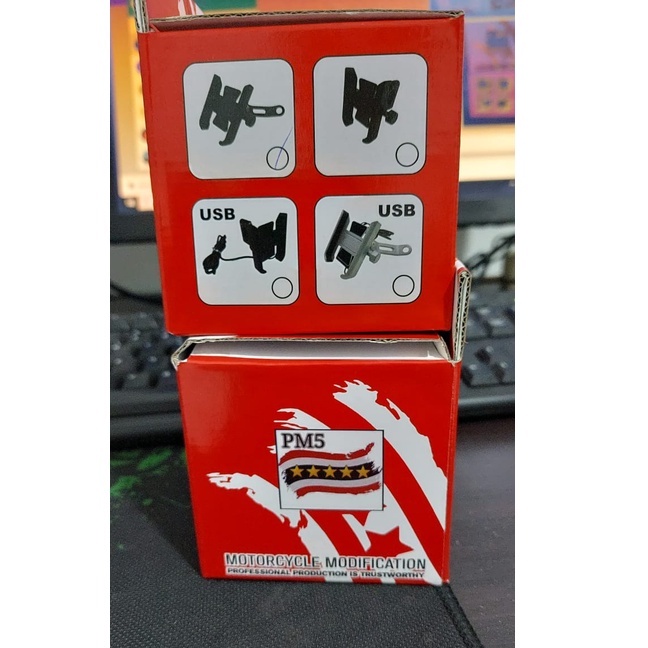 USB
USB
PM5
MOTORCYCLE MODIFICATION
PROFESSIONAL PRODUCTION IS TRUSTWORTHY